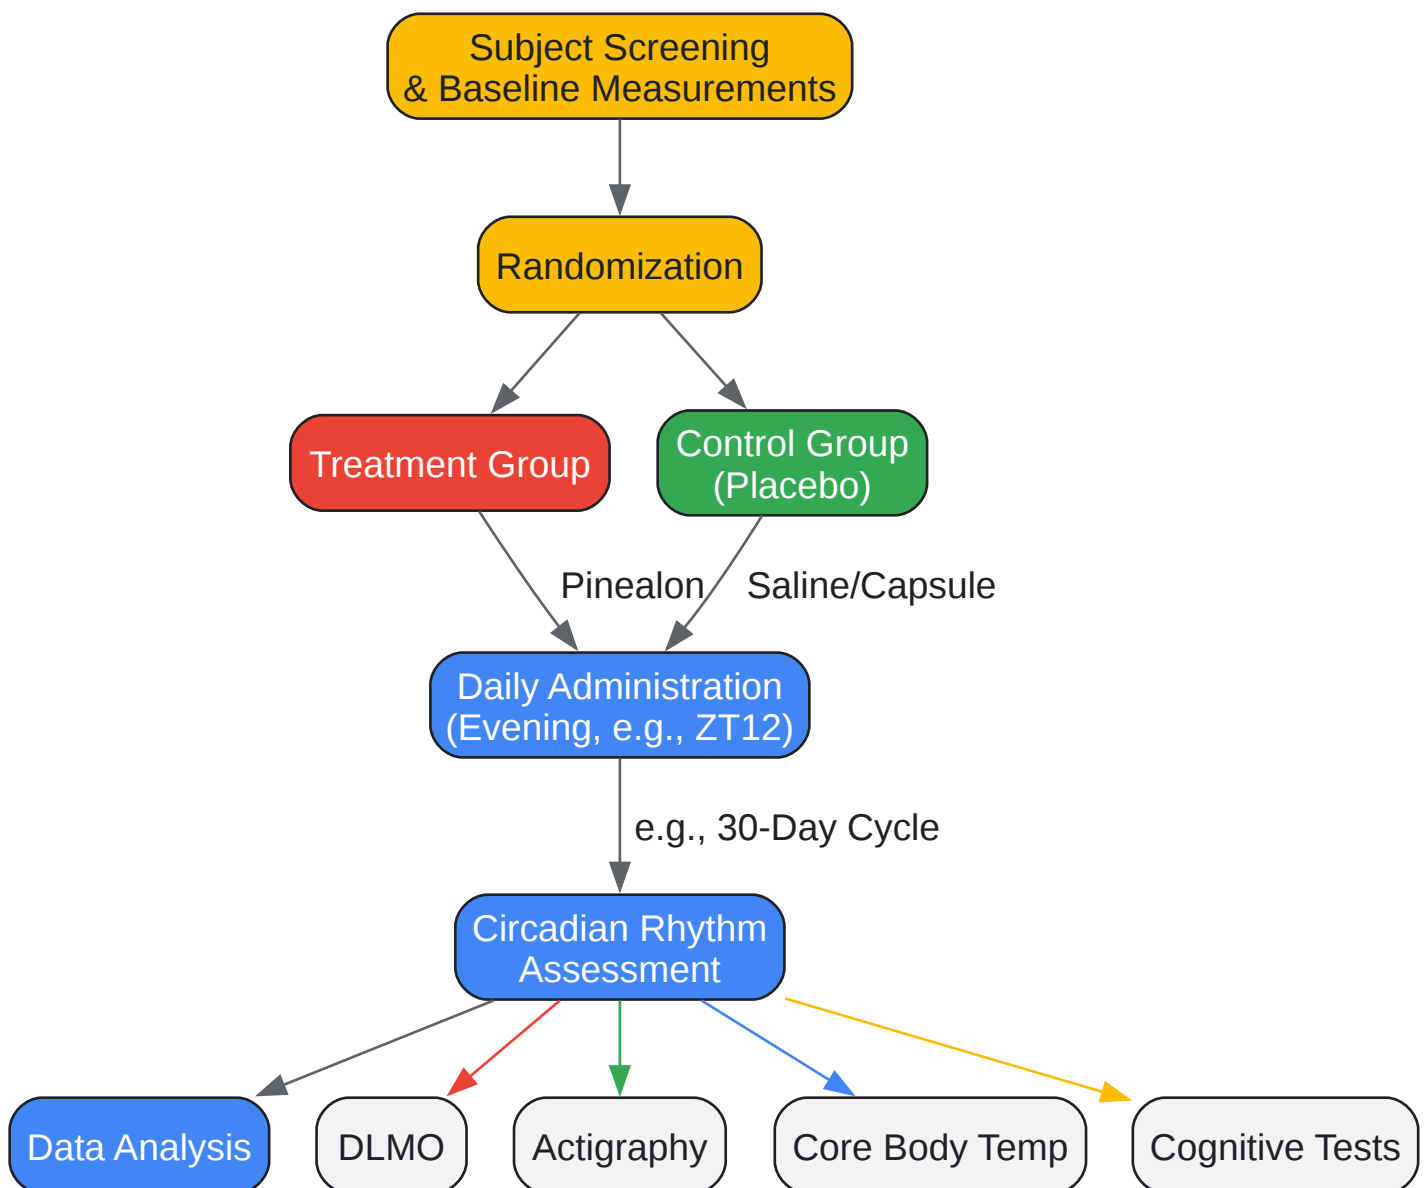 Subject Screening
& Baseline Measurements
Randomization
Treatment Group
Control Group
(Placebo)
Pinealon
Saline/Capsule
Daily Administration
(Evening, e.g., ZT12)
e.g., 30-Day Cycle
Circadian Rhythm
Assessment
Data Analysis
DLMO
Actigraphy
Core Body Temp
Cognitive Tests